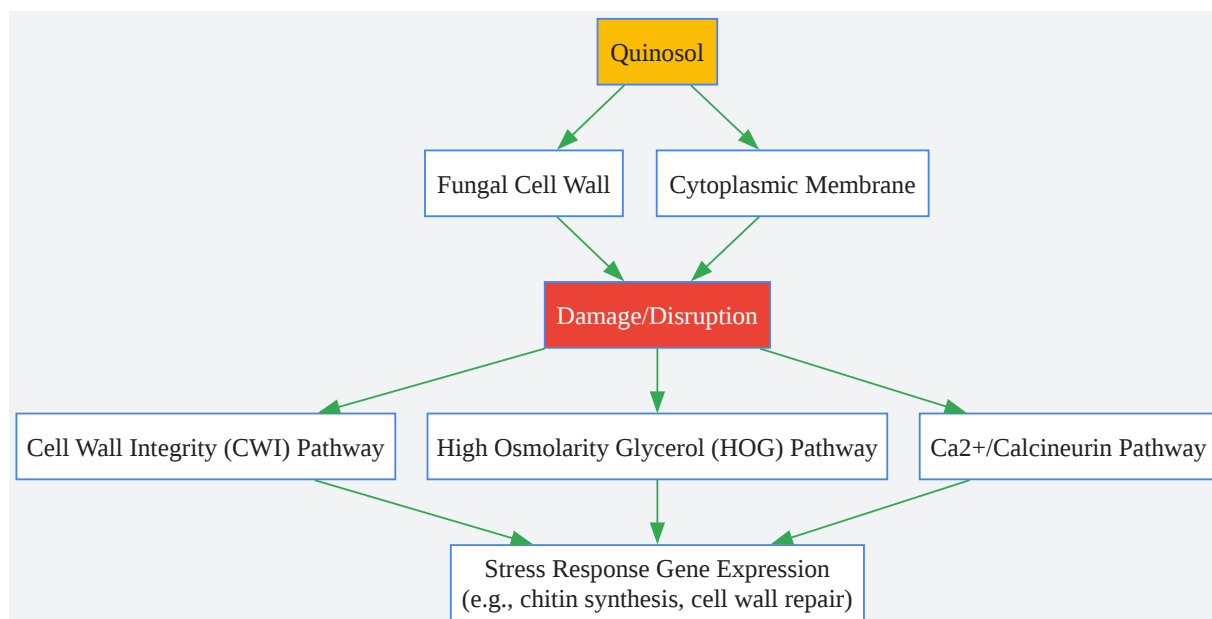 Quinosol
Fungal Cell Wall
Cytoplasmic Membrane
Damage/Disruption
Cell Wall Integrity (CWI) Pathway
High Osmolarity Glycerol (HOG) Pathway
Ca2+/Calcineurin Pathway
Stress Response Gene Expression
(e.g., chitin synthesis, cell wall repair)